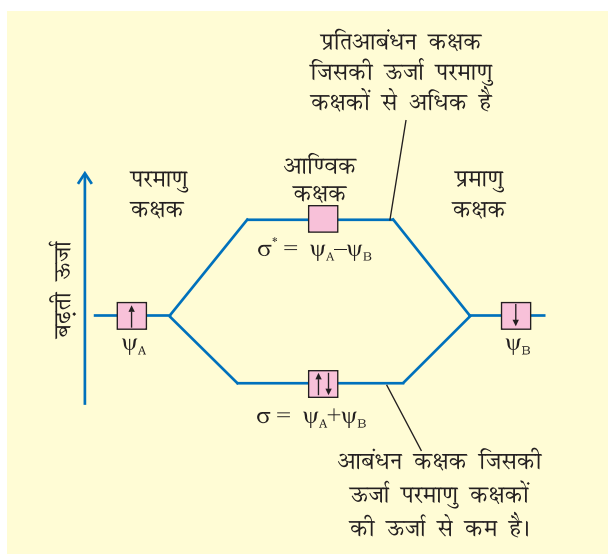 प्रतिआबंधन कक्षक
जिसकी ऊर्जा परमाणु
कक्षकों से अधिक है
परमाणु
कक्षक
आण्विक
कक्षक
प्रमाणु
कक्षक
σ* = ψA–ψB
बढ़ती ऊर्जा
↑
ψA
↓
ψB
↑↓
σ = ψA+ψB
आबंधन कक्षक जिसकी
ऊर्जा परमाणु कक्षकों
की ऊर्जा से कम है।